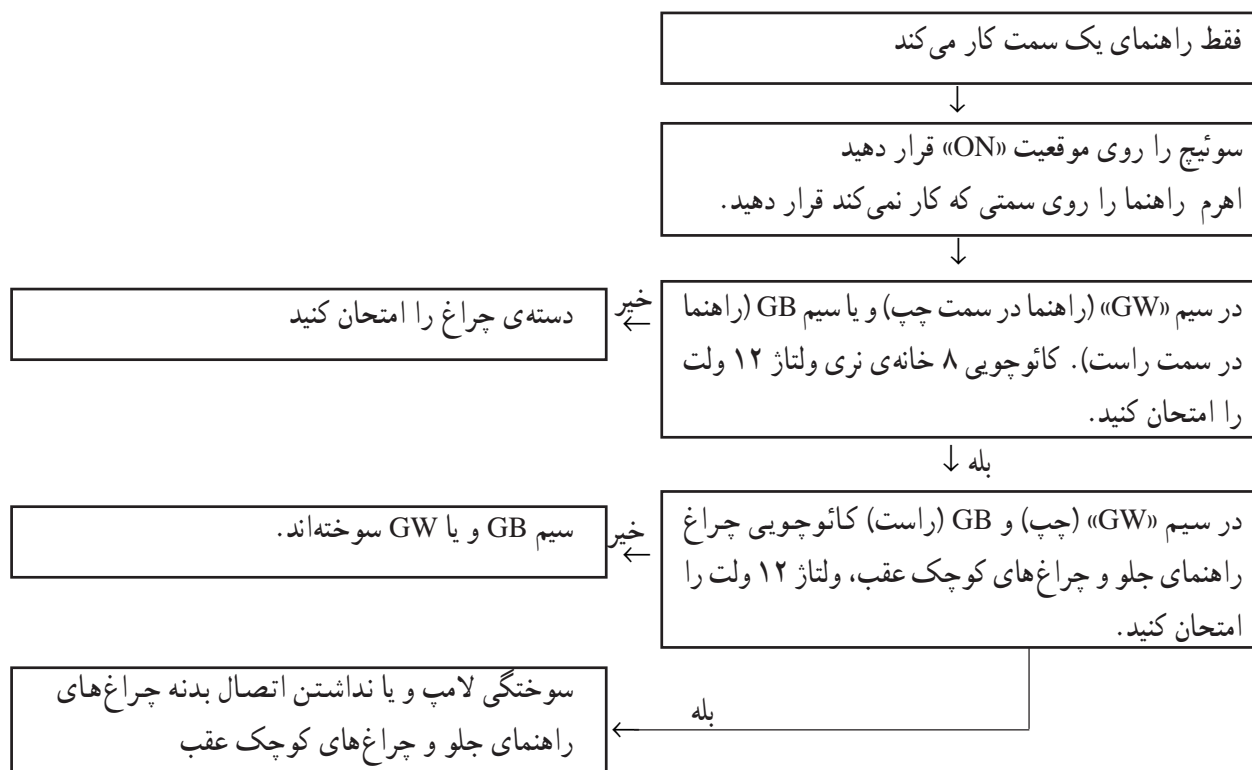 فقط راهنمای یک سمت کار می‌کند
سوئیچ را روی موقعیت «ON» قرار دهید
اهرم راهنما را روی سمتی که کار نمی‌کند قرار دهید.
در سیم «GW» (راهنما در سمت چپ) و یا سیم GB (راهنما
در سمت راست). کائوچویی ۸ خانه‌ی نری ولتاژ ۱۲ ولت
را امتحان کنید.
خیر
دسته‌ی چراغ را امتحان کنید
بله
در سیم «GW» (چپ) و GB (راست) کائوچویی چراغ
راهنمای جلو و چراغ‌های کوچک عقب، ولتاژ ۱۲ ولت را
امتحان کنید.
خیر
سیم GB و یا GW سوخته‌اند.
بله
سوختگی لامپ و یا نداشتن اتصال بدنه چراغ‌های
راهنمای جلو و چراغ‌های کوچک عقب